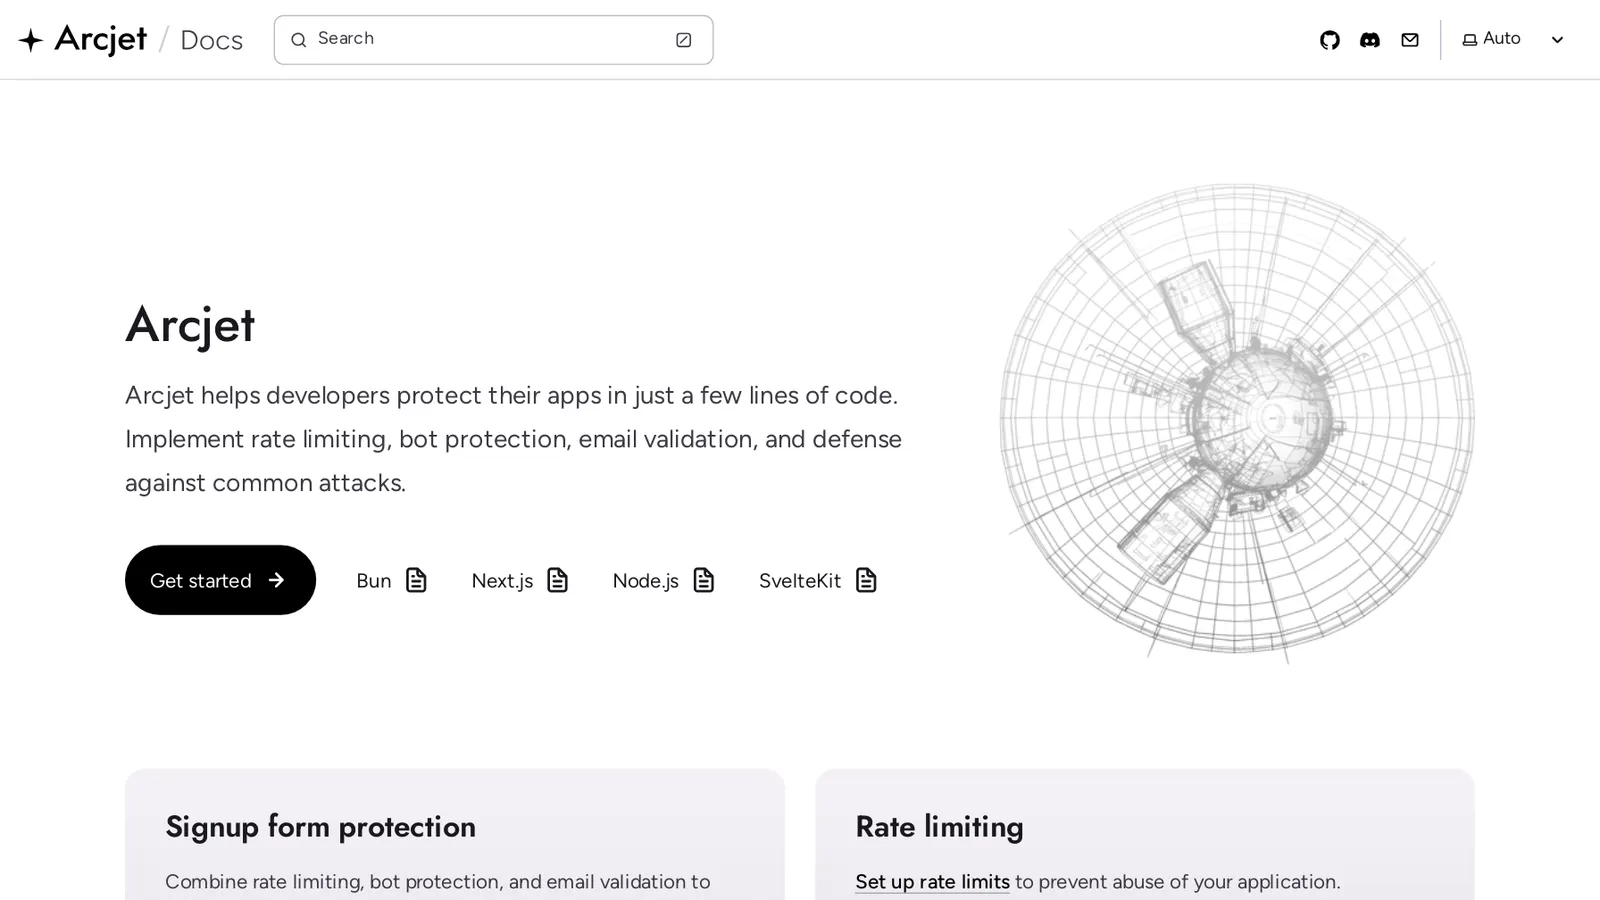 Arcjet / Docs
Search
Auto
Arcjet
Arcjet helps developers protect their apps in just a few lines of code.
Implement rate limiting, bot protection, email validation, and defense
against common attacks.
Get started
Bun
Next.js
Node.js
SvelteKit
Signup form protection
Combine rate limiting, bot protection, and email validation to
Rate limiting
Set up rate limits to prevent abuse of your application.